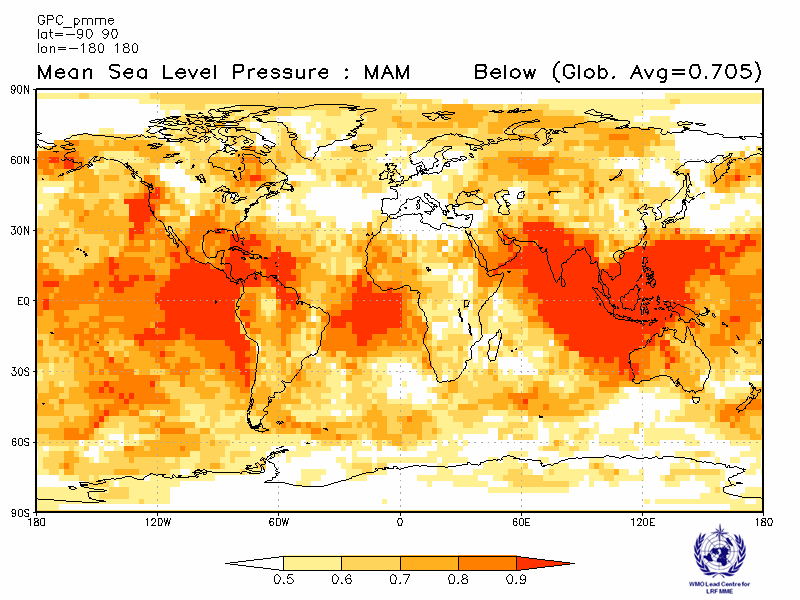 GPC_pmme
lat=-90 90
lon=-180 180
Mean Sea Level Pressure : MAM Below (Glob. Avg=0.705)
90N
60N
30N
EQ
30S
60S
90S
180 120W 60W 0 60E 120E 180
0.5 0.6 0.7 0.8 0.9
WMO Lead Centre for
LRF MME